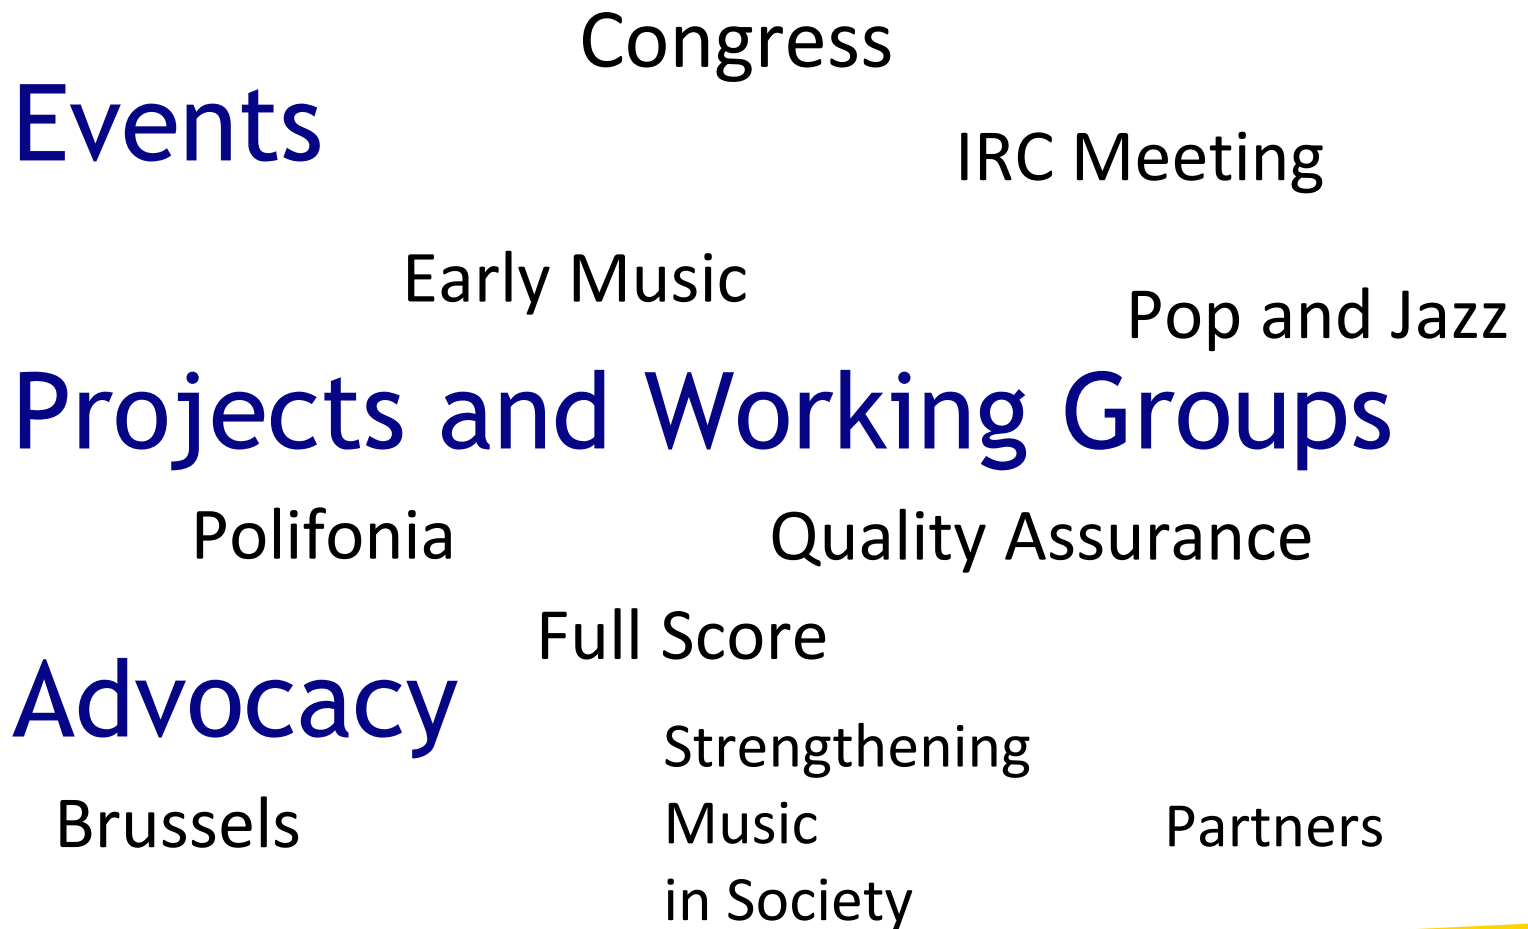 Congress
Events
IRC Meeting
Early Music
Pop and Jazz
Projects and Working Groups
Polifonia
Quality Assurance
Full Score
Advocacy
Strengthening
Music
in Society
Brussels
Partners